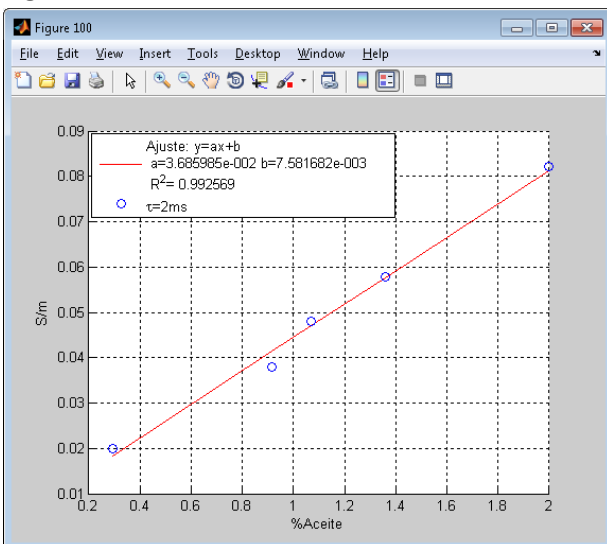 Figure 100
File Edit View Insert Tools Desktop Window Help
0.09
0.08
0.07
0.06
0.05
0.04
0.03
0.02
0.01
S/m
Ajuste: y=ax+b
a=3.685985e-002 b=7.581682e-003
R²= 0.992569
τ=2ms
0.2 0.4 0.6 0.8 1 1.2 1.4 1.6 1.8 2
%Aceite